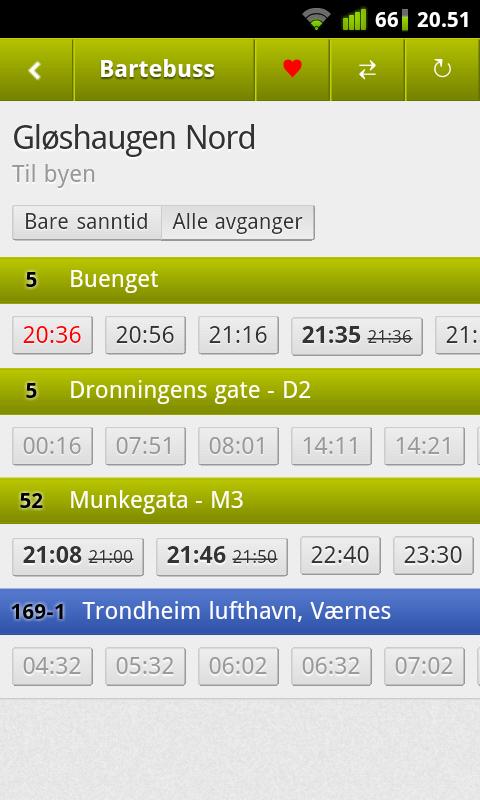 66 20.51
Bartebuss
Gløshaugen Nord
Til byen
Bare sanntid Alle avganger
5 Buenget
20:36 20:56 21:16 21:35 21:36 21:
5 Dronningens gate - D2
00:16 07:51 08:01 14:11 14:21
52 Munkegata - M3
21:08 21:00 21:46 21:50 22:40 23:30
169-1 Trondheim lufthavn, Værnes
04:32 05:32 06:02 06:32 07:02